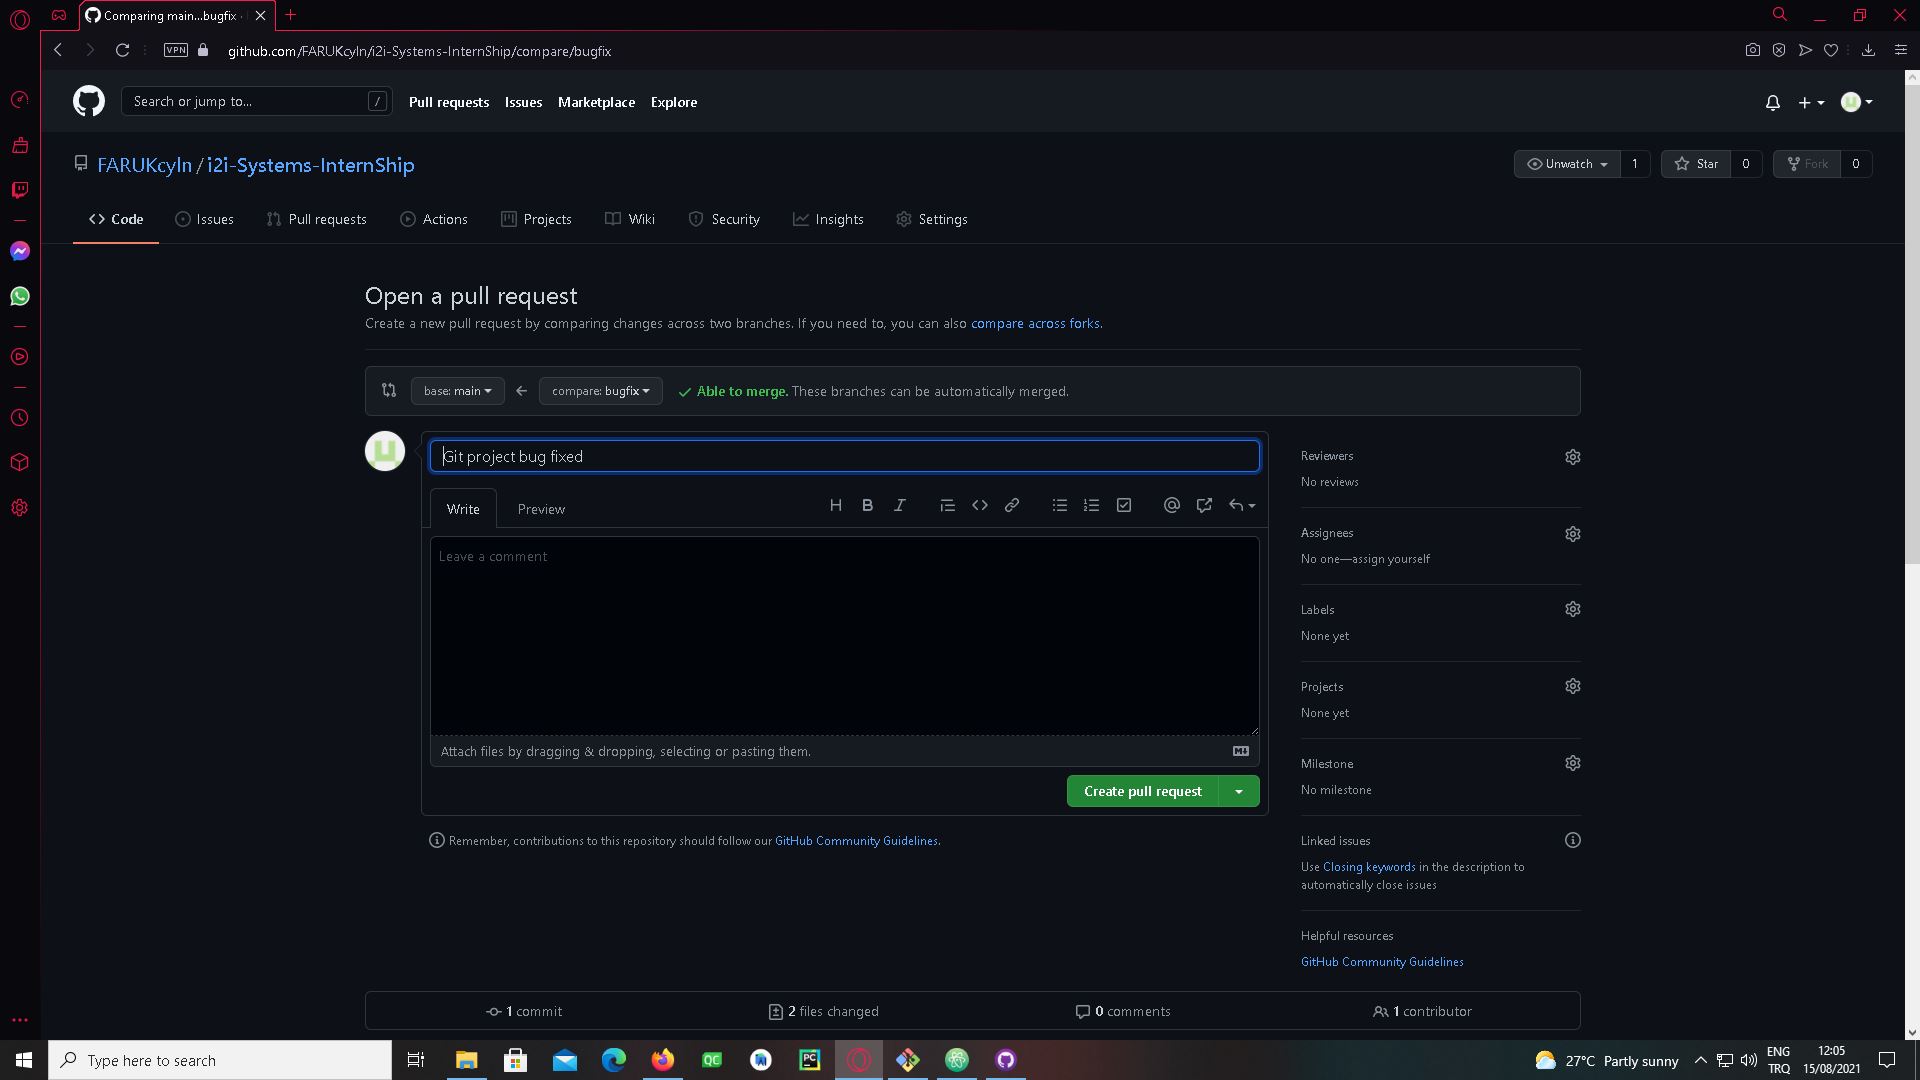 Comparing main...bugfix ·
VPN
github.com/FARUKcyln/i2i-Systems-InternShip/compare/bugfix
Search or jump to...
/
Pull requests
Issues
Marketplace
Explore
FARUKcyln / i2i-Systems-InternShip
Unwatch
1
Star
0
Fork
0
Code
Issues
Pull requests
Actions
Projects
Wiki
Security
Insights
Settings
Open a pull request
Create a new pull request by comparing changes across two branches. If you need to, you can also compare across forks.
base: main
compare: bugfix
Able to merge. These branches can be automatically merged.
Git project bug fixed
Write
Preview
Leave a comment
Attach files by dragging & dropping, selecting or pasting them.
Create pull request
Remember, contributions to this repository should follow our GitHub Community Guidelines.
Reviewers
No reviews
Assignees
No one—assign yourself
Labels
None yet
Projects
None yet
Milestone
No milestone
Linked issues
Use Closing keywords in the description to
automatically close issues
Helpful resources
GitHub Community Guidelines
1 commit
2 files changed
0 comments
1 contributor
Type here to search
QC
PC
27°C Partly sunny
ENG
TRQ
12:05
15/08/2021